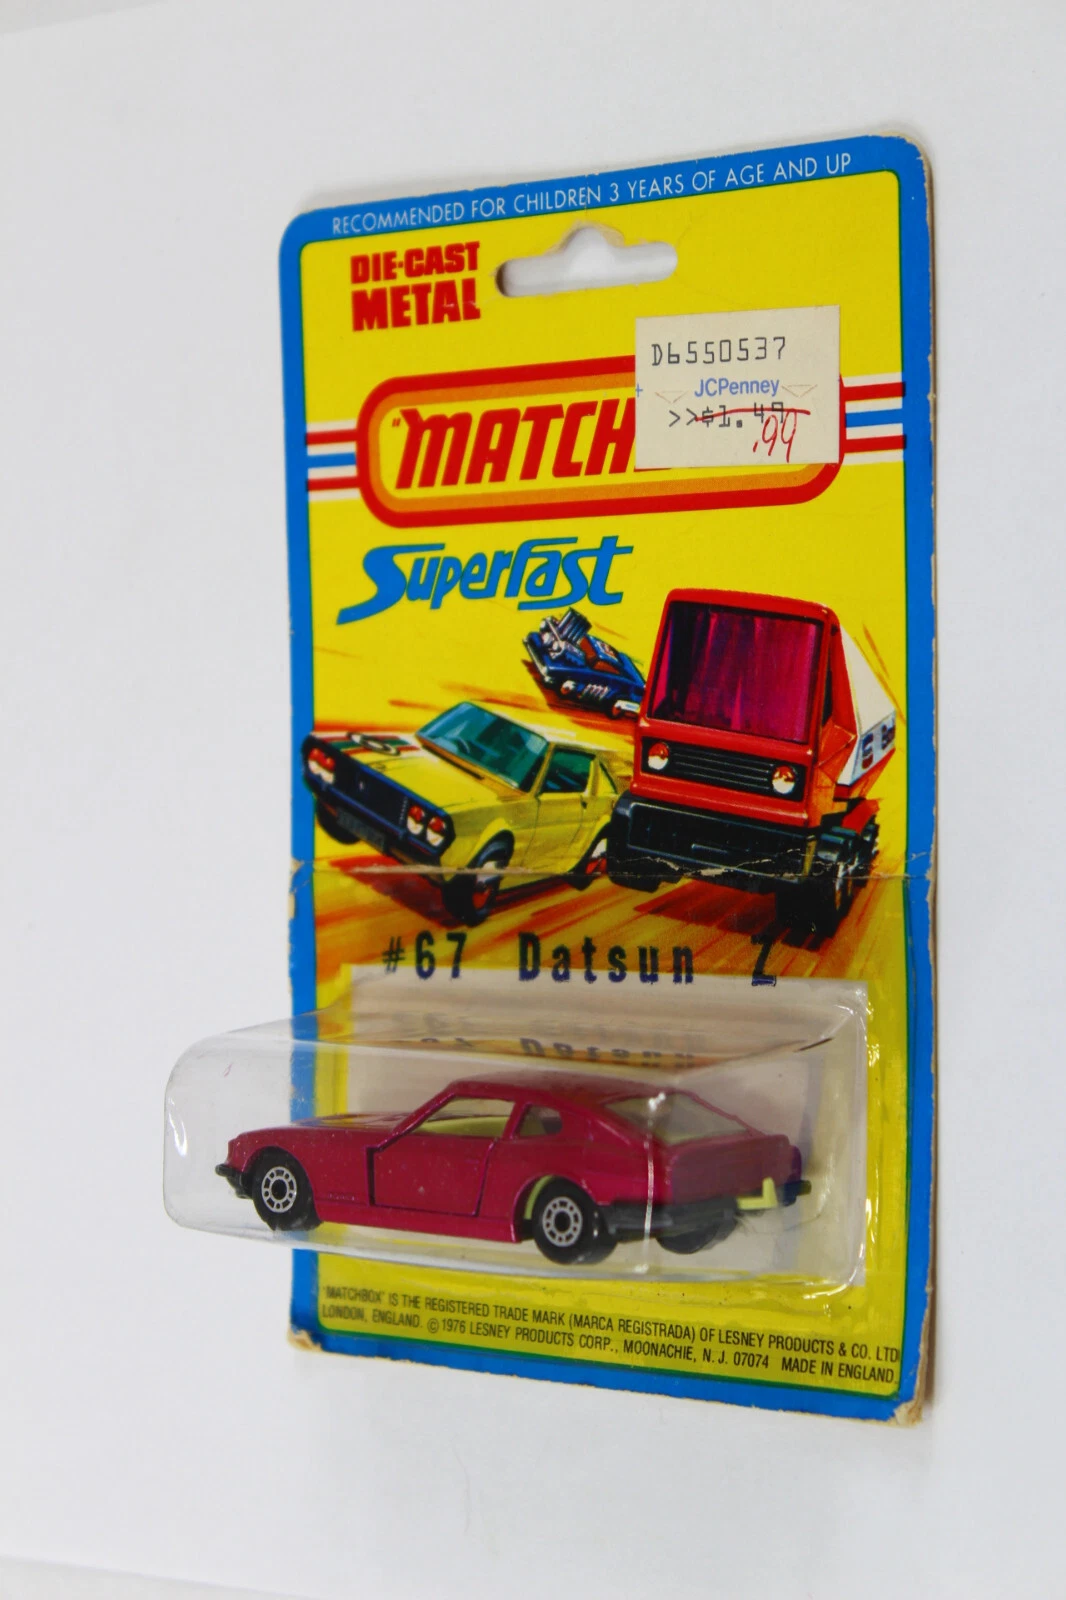 RECOMMENDED FOR CHILDREN 3 YEARS OF AGE AND UP
DIE-CAST
METAL
D6550537
JCPenney
>>$1.49
.99
"MATCH
Superfast
#67 Datsun Z
'MATCHBOX' IS THE REGISTERED TRADE MARK (MARCA REGISTRADA) OF LESNEY PRODUCTS & CO. LTD
LONDON, ENGLAND. ©1976 LESNEY PRODUCTS CORP., MOONACHIE, N. J. 07074 MADE IN ENGLAND